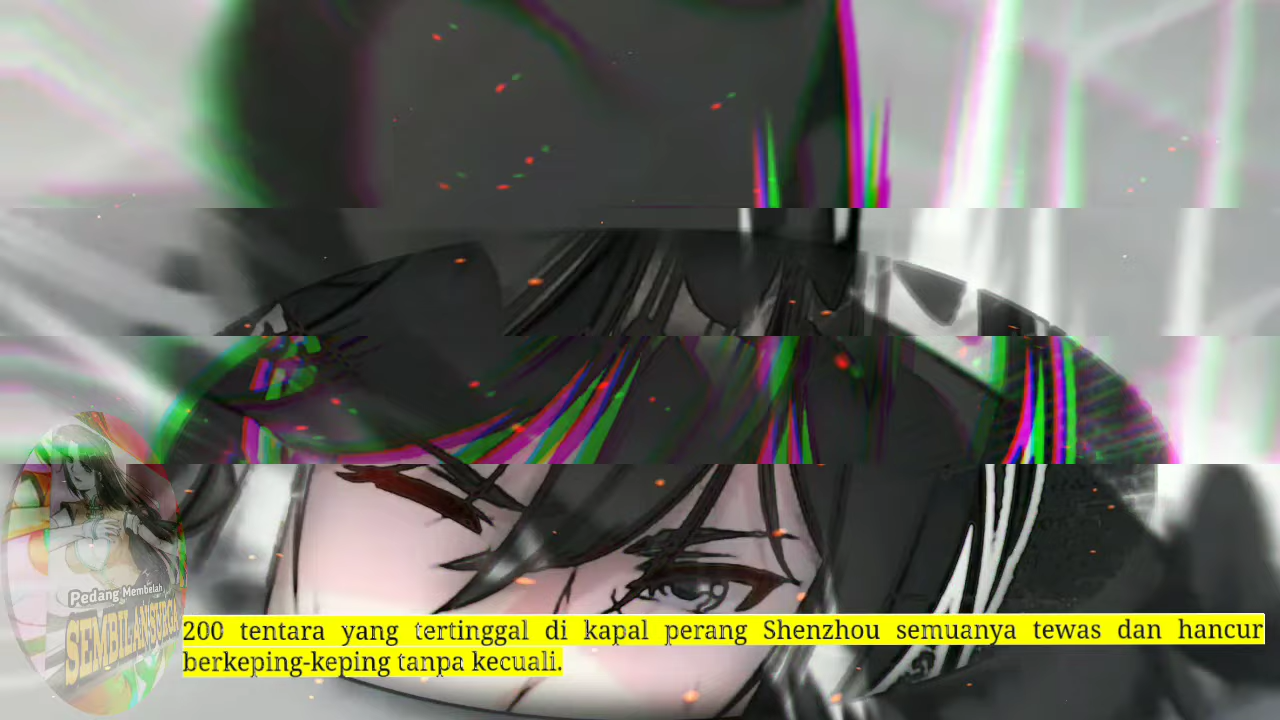 Pedang Membelah
SEMBILAN SURGA
200 tentara yang tertinggal di kapal perang Shenzhou semuanya tewas dan hancur
berkeping-keping tanpa kecuali.